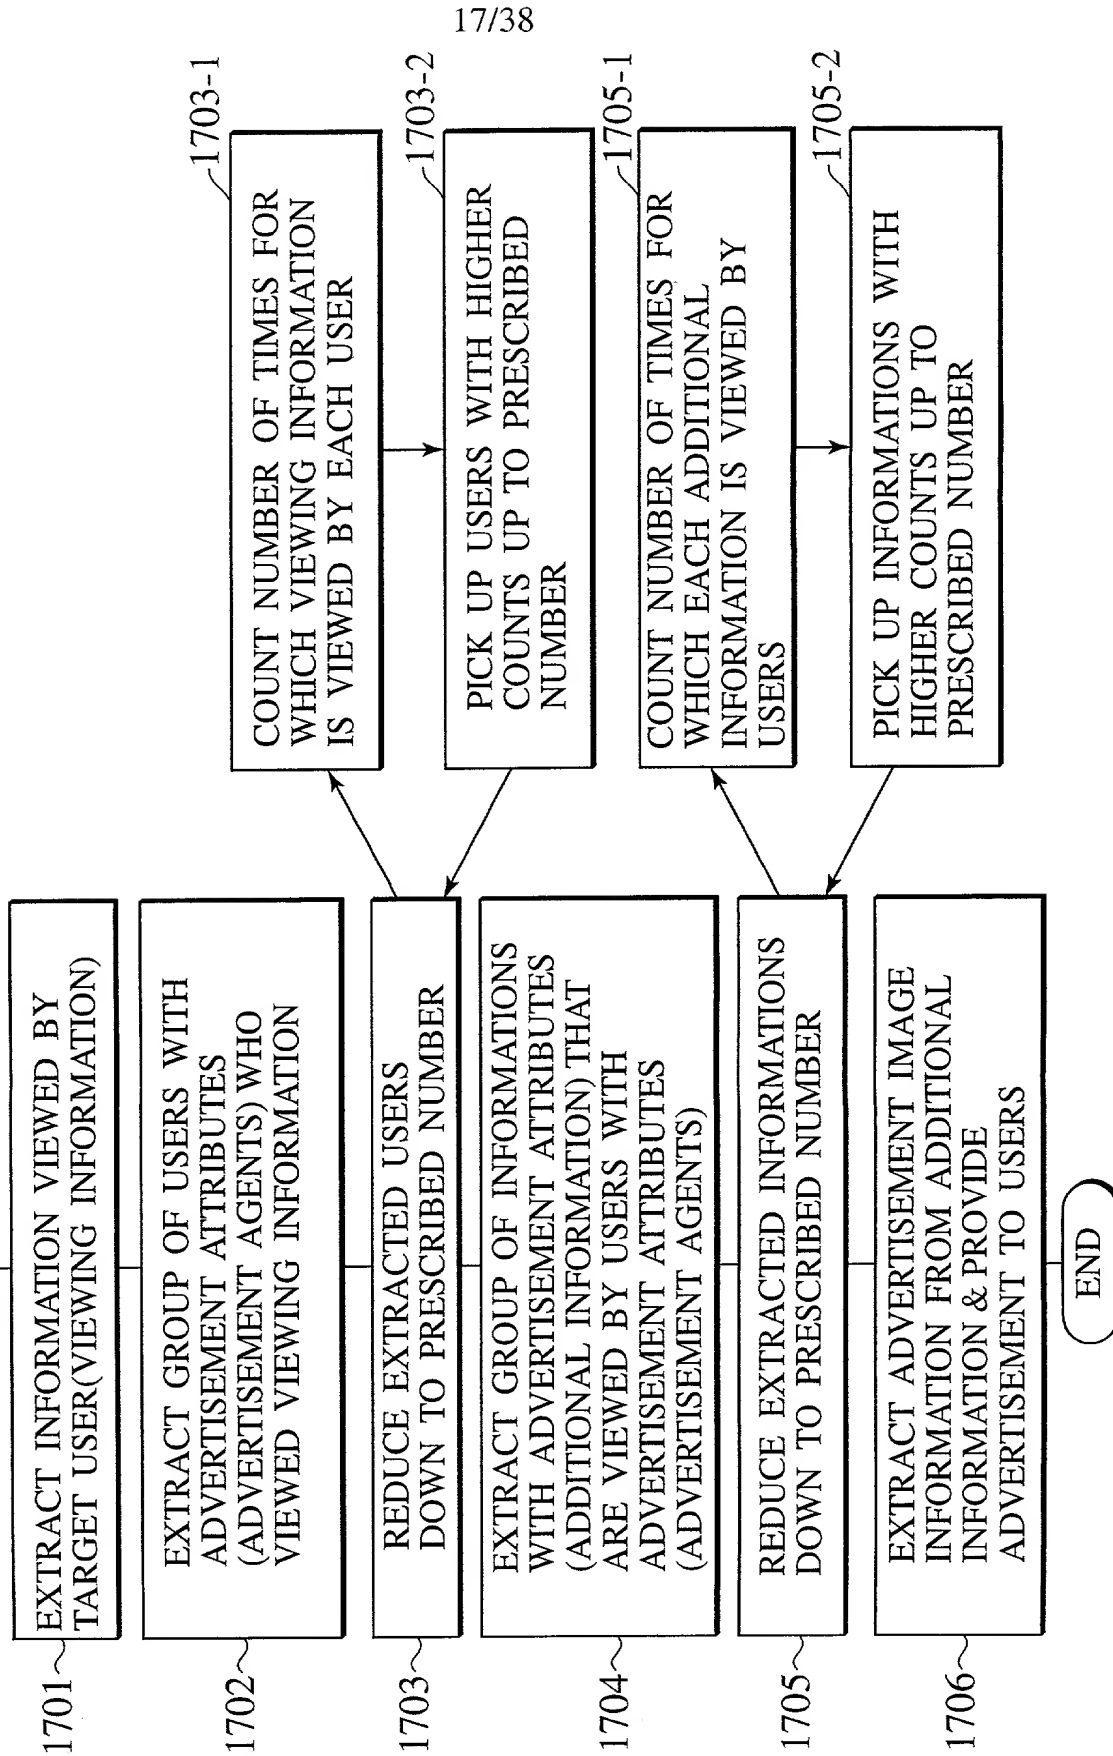 17/38
1701
EXTRACT INFORMATION VIEWED BY
TARGET USER(VIEWING INFORMATION)
1702
EXTRACT GROUP OF USERS WITH
ADVERTISEMENT ATTRIBUTES
(ADVERTISEMENT AGENTS) WHO
VIEWED VIEWING INFORMATION
1703
REDUCE EXTRACTED USERS
DOWN TO PRESCRIBED NUMBER
1703-1
COUNT NUMBER OF TIMES FOR
WHICH VIEWING INFORMATION
IS VIEWED BY EACH USER
1703-2
PICK UP USERS WITH HIGHER
COUNTS UP TO PRESCRIBED
NUMBER
1704
EXTRACT GROUP OF INFORMATIONS
WITH ADVERTISEMENT ATTRIBUTES
(ADDITIONAL INFORMATION) THAT
ARE VIEWED BY USERS WITH
ADVERTISEMENT ATTRIBUTES
(ADVERTISEMENT AGENTS)
1705
REDUCE EXTRACTED INFORMATIONS
DOWN TO PRESCRIBED NUMBER
1705-1
COUNT NUMBER OF TIMES FOR
WHICH EACH ADDITIONAL
INFORMATION IS VIEWED BY
USERS
1705-2
PICK UP INFORMATIONS WITH
HIGHER COUNTS UP TO
PRESCRIBED NUMBER
1706
EXTRACT ADVERTISEMENT IMAGE
INFORMATION FROM ADDITIONAL
INFORMATION & PROVIDE
ADVERTISEMENT TO USERS
END